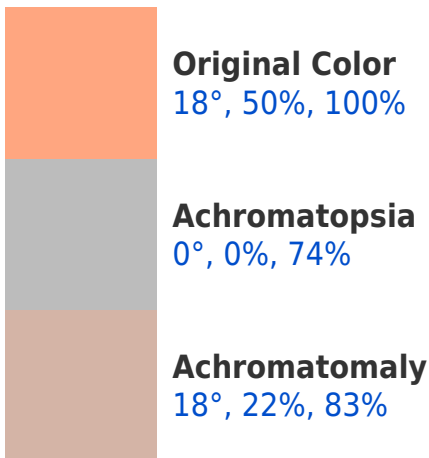 Original Color
18°, 50%, 100%
Achromatopsia
0°, 0%, 74%
Achromatomaly
18°, 22%, 83%